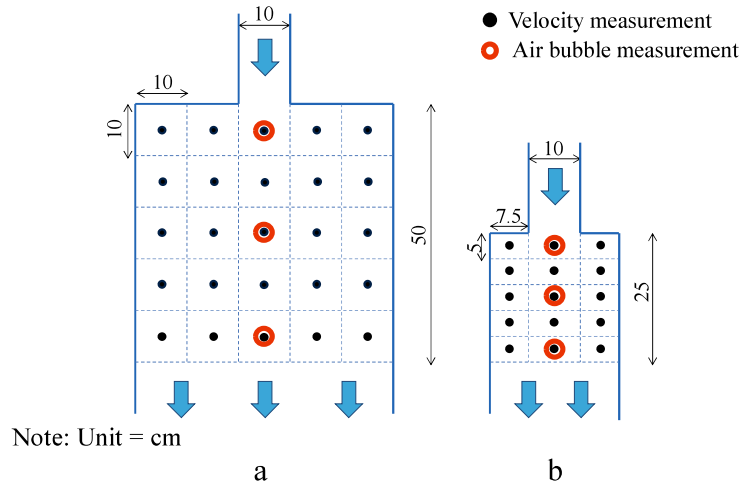 10
Velocity measurement
Air bubble measurement
10
10
50
10
7.5
5
25
Note: Unit = cm
a
b